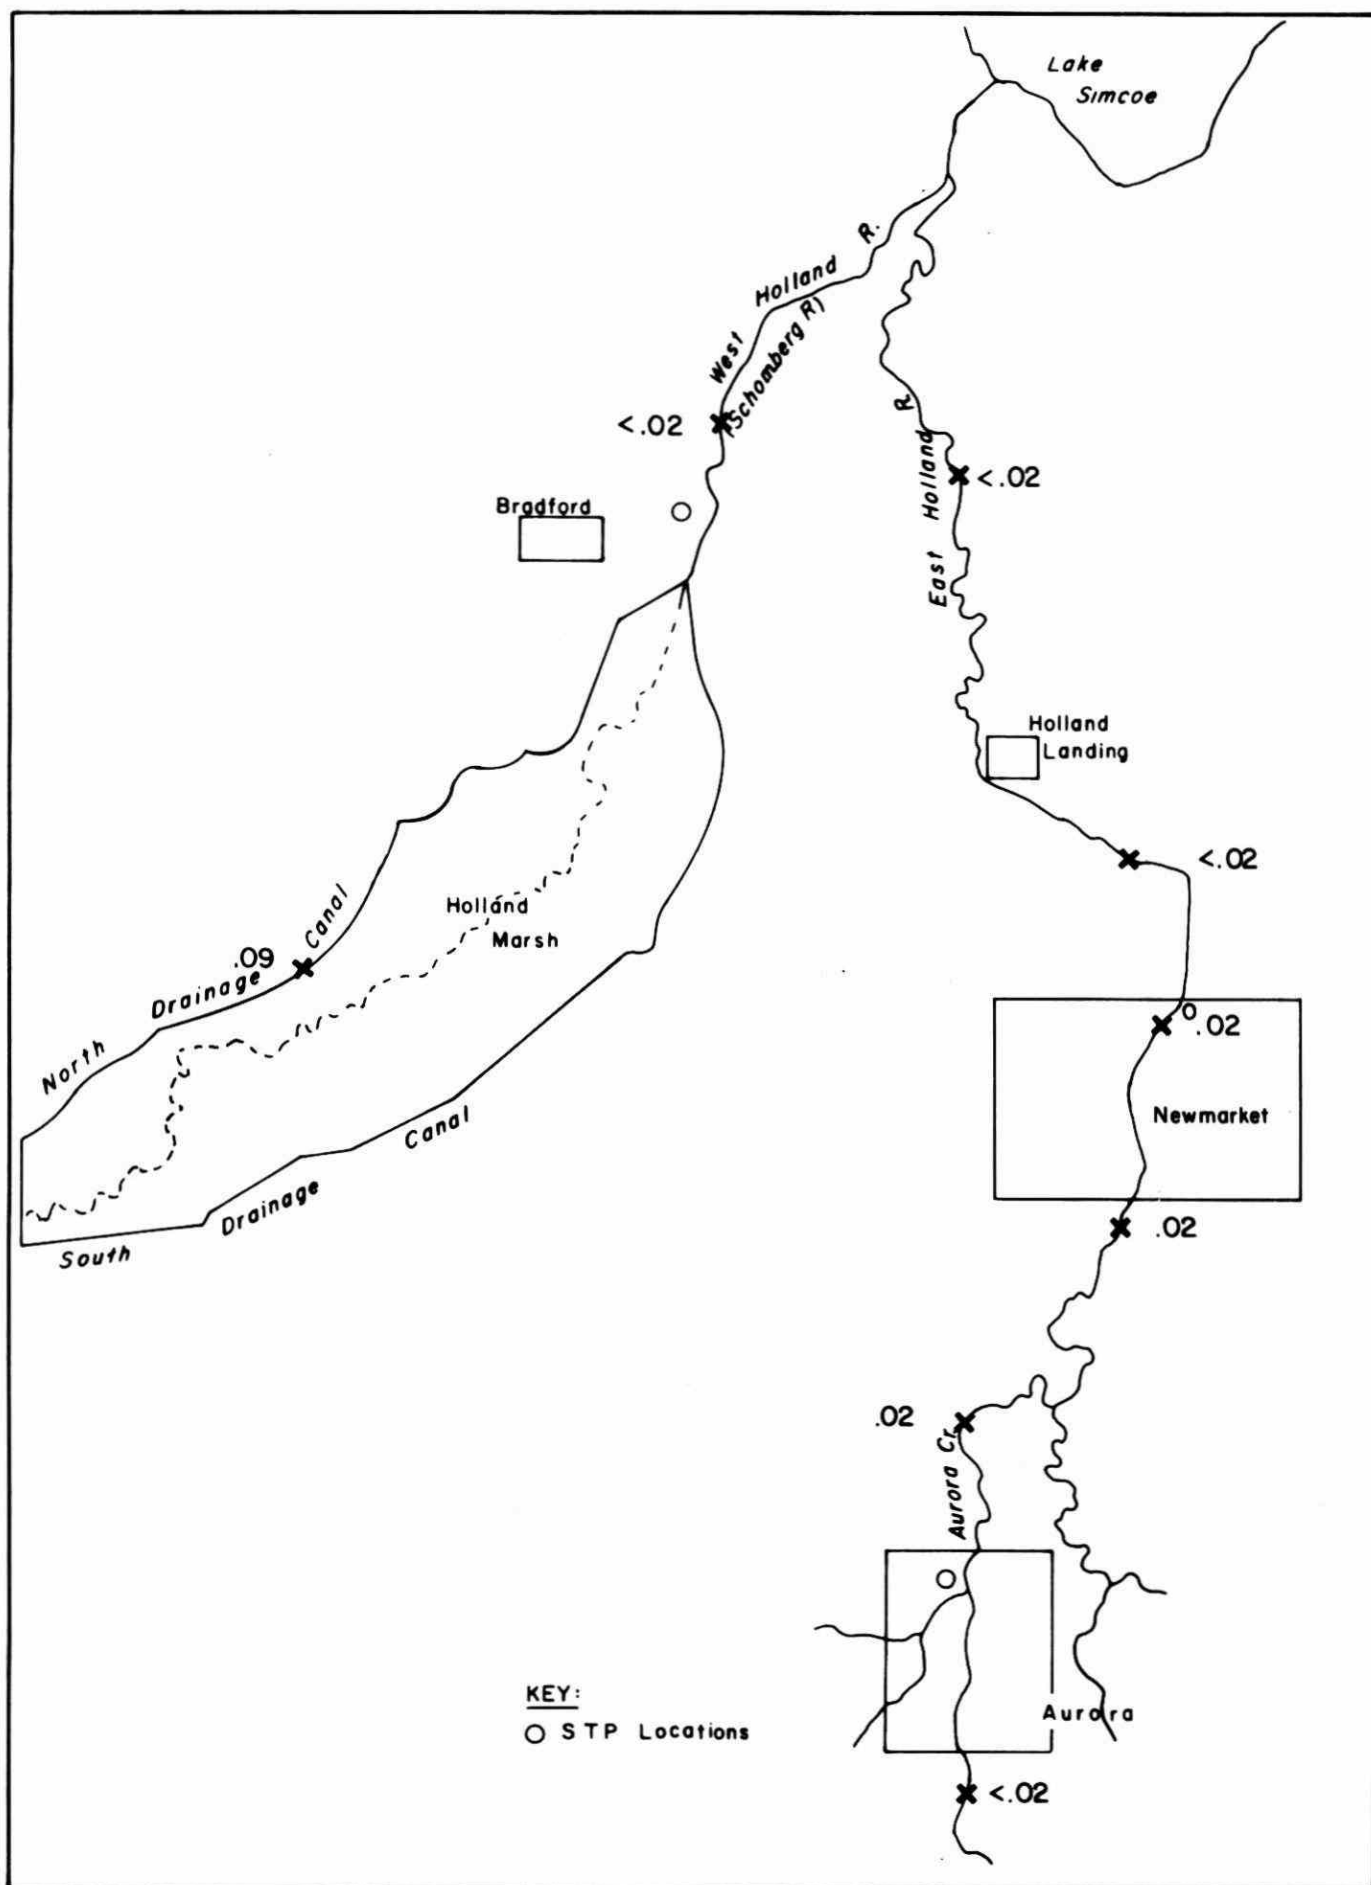 Lake
Simcoe
West Holland R.
(Schomberg R)
<.02
East Holland R.
<.02
Bradford
Holland
Landing
<.02
Holland
Marsh
.09
North Drainage Canal
.02
Newmarket
South Drainage Canal
.02
.02
Aurora Cr.
KEY:
STP Locations
Aurora
<.02